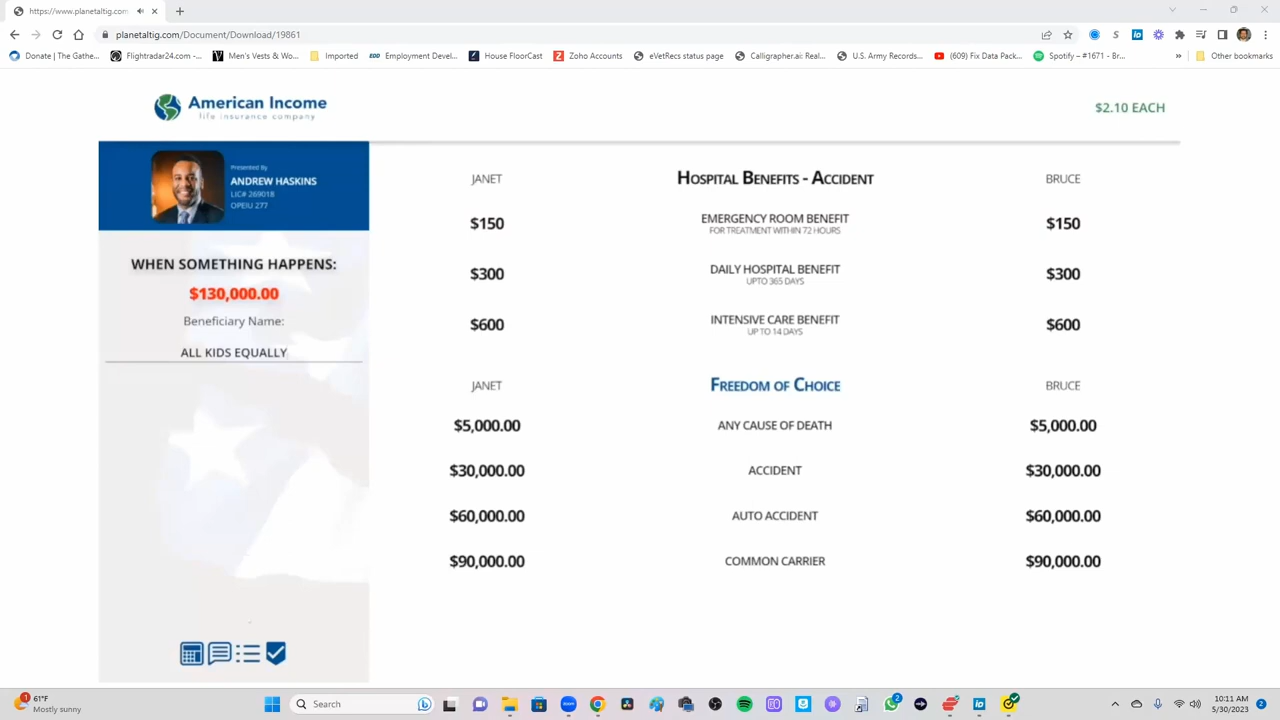 https://www.planetaltig.com
planetaltig.com/Document/Download/19861
Donate | The Gathe...
Flightradar24.com -...
Men's Vests & Wo...
Imported
EDD Employment Devel...
House FloorCast
Zoho Accounts
eVetRecs status page
Calligrapher.ai: Real...
U.S. Army Records...
(609) Fix Data Pack...
Spotify – #1671 - Br...
Other bookmarks
American Income
life insurance company
$2.10 EACH
Presented By
ANDREW HASKINS
LIC# 269018
OPEIU 277
WHEN SOMETHING HAPPENS:
$130,000.00
Beneficiary Name:
ALL KIDS EQUALLY
JANET HOSPITAL BENEFITS - ACCIDENT BRUCE
$150 EMERGENCY ROOM BENEFIT $150
FOR TREATMENT WITHIN 72 HOURS
$300 DAILY HOSPITAL BENEFIT $300
UPTO 365 DAYS
$600 INTENSIVE CARE BENEFIT $600
UP TO 14 DAYS
JANET FREEDOM OF CHOICE BRUCE
$5,000.00 ANY CAUSE OF DEATH $5,000.00
$30,000.00 ACCIDENT $30,000.00
$60,000.00 AUTO ACCIDENT $60,000.00
$90,000.00 COMMON CARRIER $90,000.00
61°F
Mostly sunny
Search
10:11 AM
5/30/2023